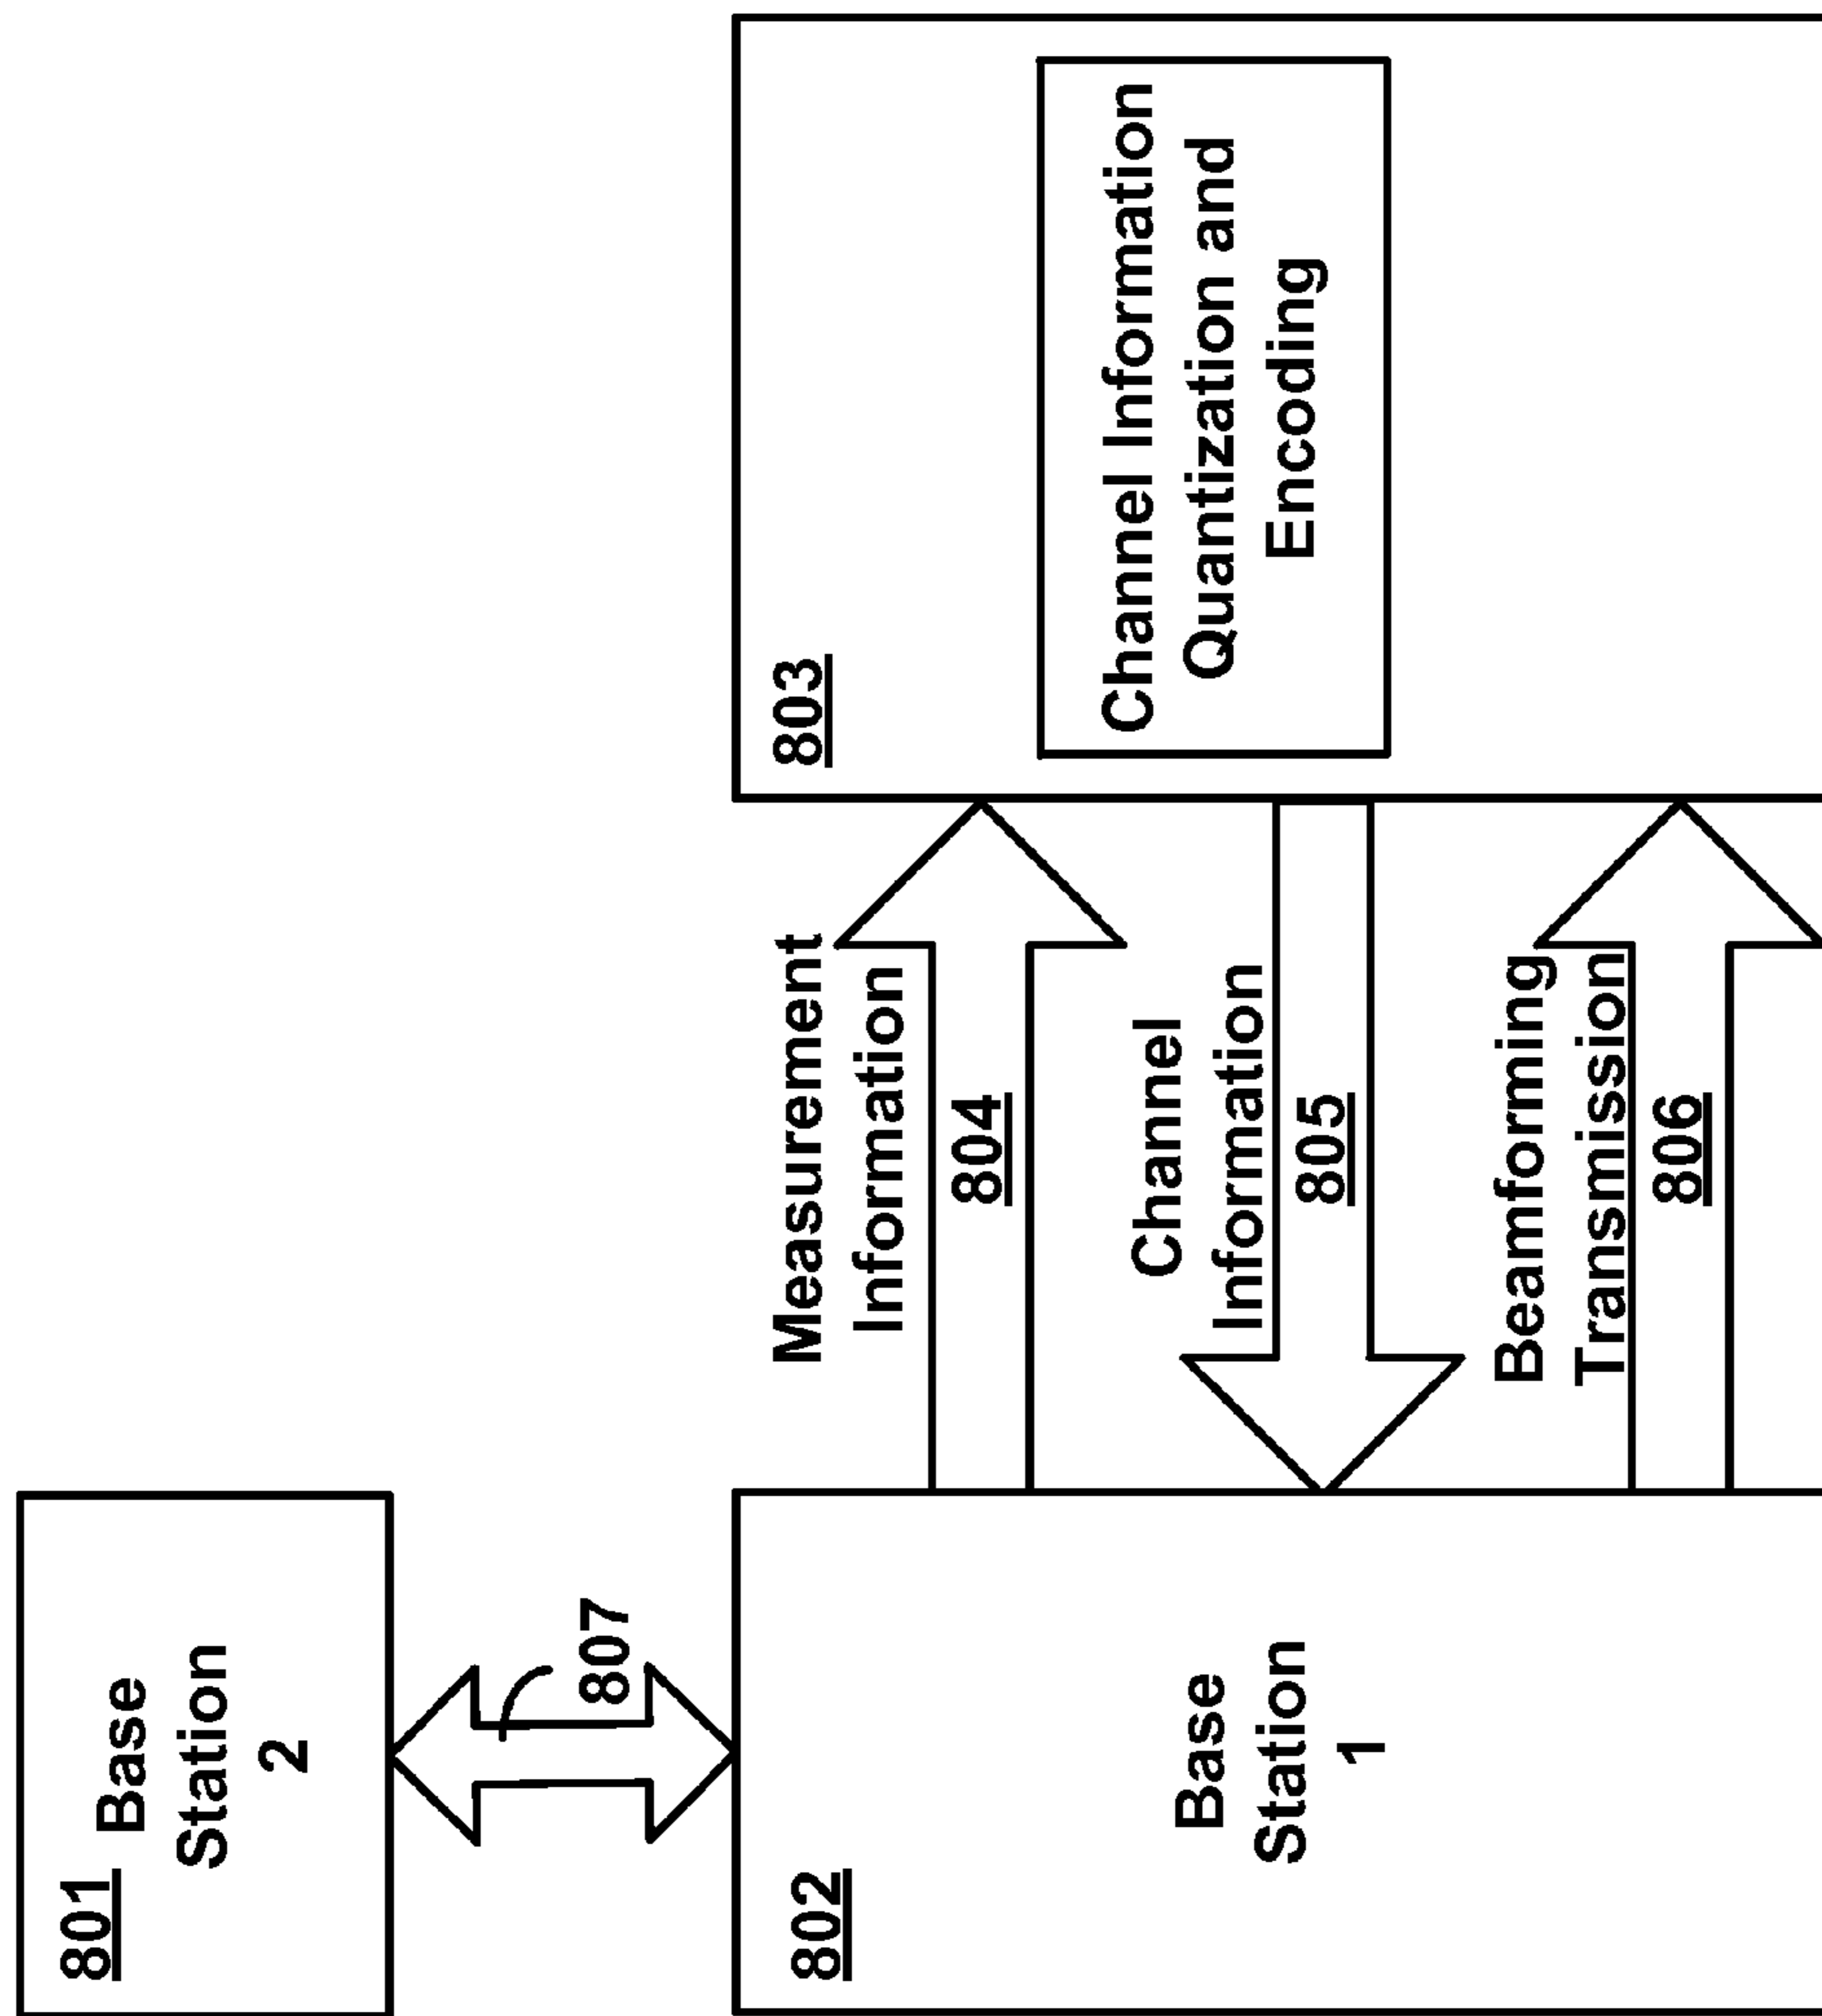 801
Base
Station
2
807
802
Base
Station
1
Measurement
Information
804
Channel
Information
805
Beamforming
Transmission
806
803
Channel Information
Quantization and
Encoding